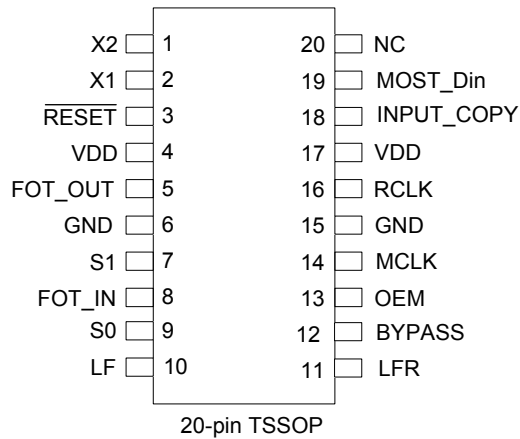 X2 1 20 NC
X1 2 19 MOST_Din
RESET 3 18 INPUT_COPY
VDD 4 17 VDD
FOT_OUT 5 16 RCLK
GND 6 15 GND
S1 7 14 MCLK
FOT_IN 8 13 OEM
S0 9 12 BYPASS
LF 10 11 LFR
20-pin TSSOP